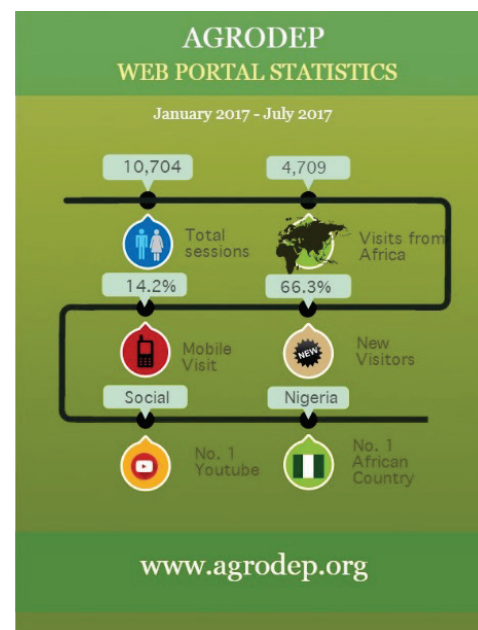 AGRODEP
WEB PORTAL STATISTICS
January 2017 - July 2017
10,704
4,709
Total
sessions
Visits from
Africa
14.2%
66.3%
Mobile
Visit
NEW
New
Visitors
Social
Nigeria
No. 1
Youtube
No. 1
African
Country
www.agrodep.org